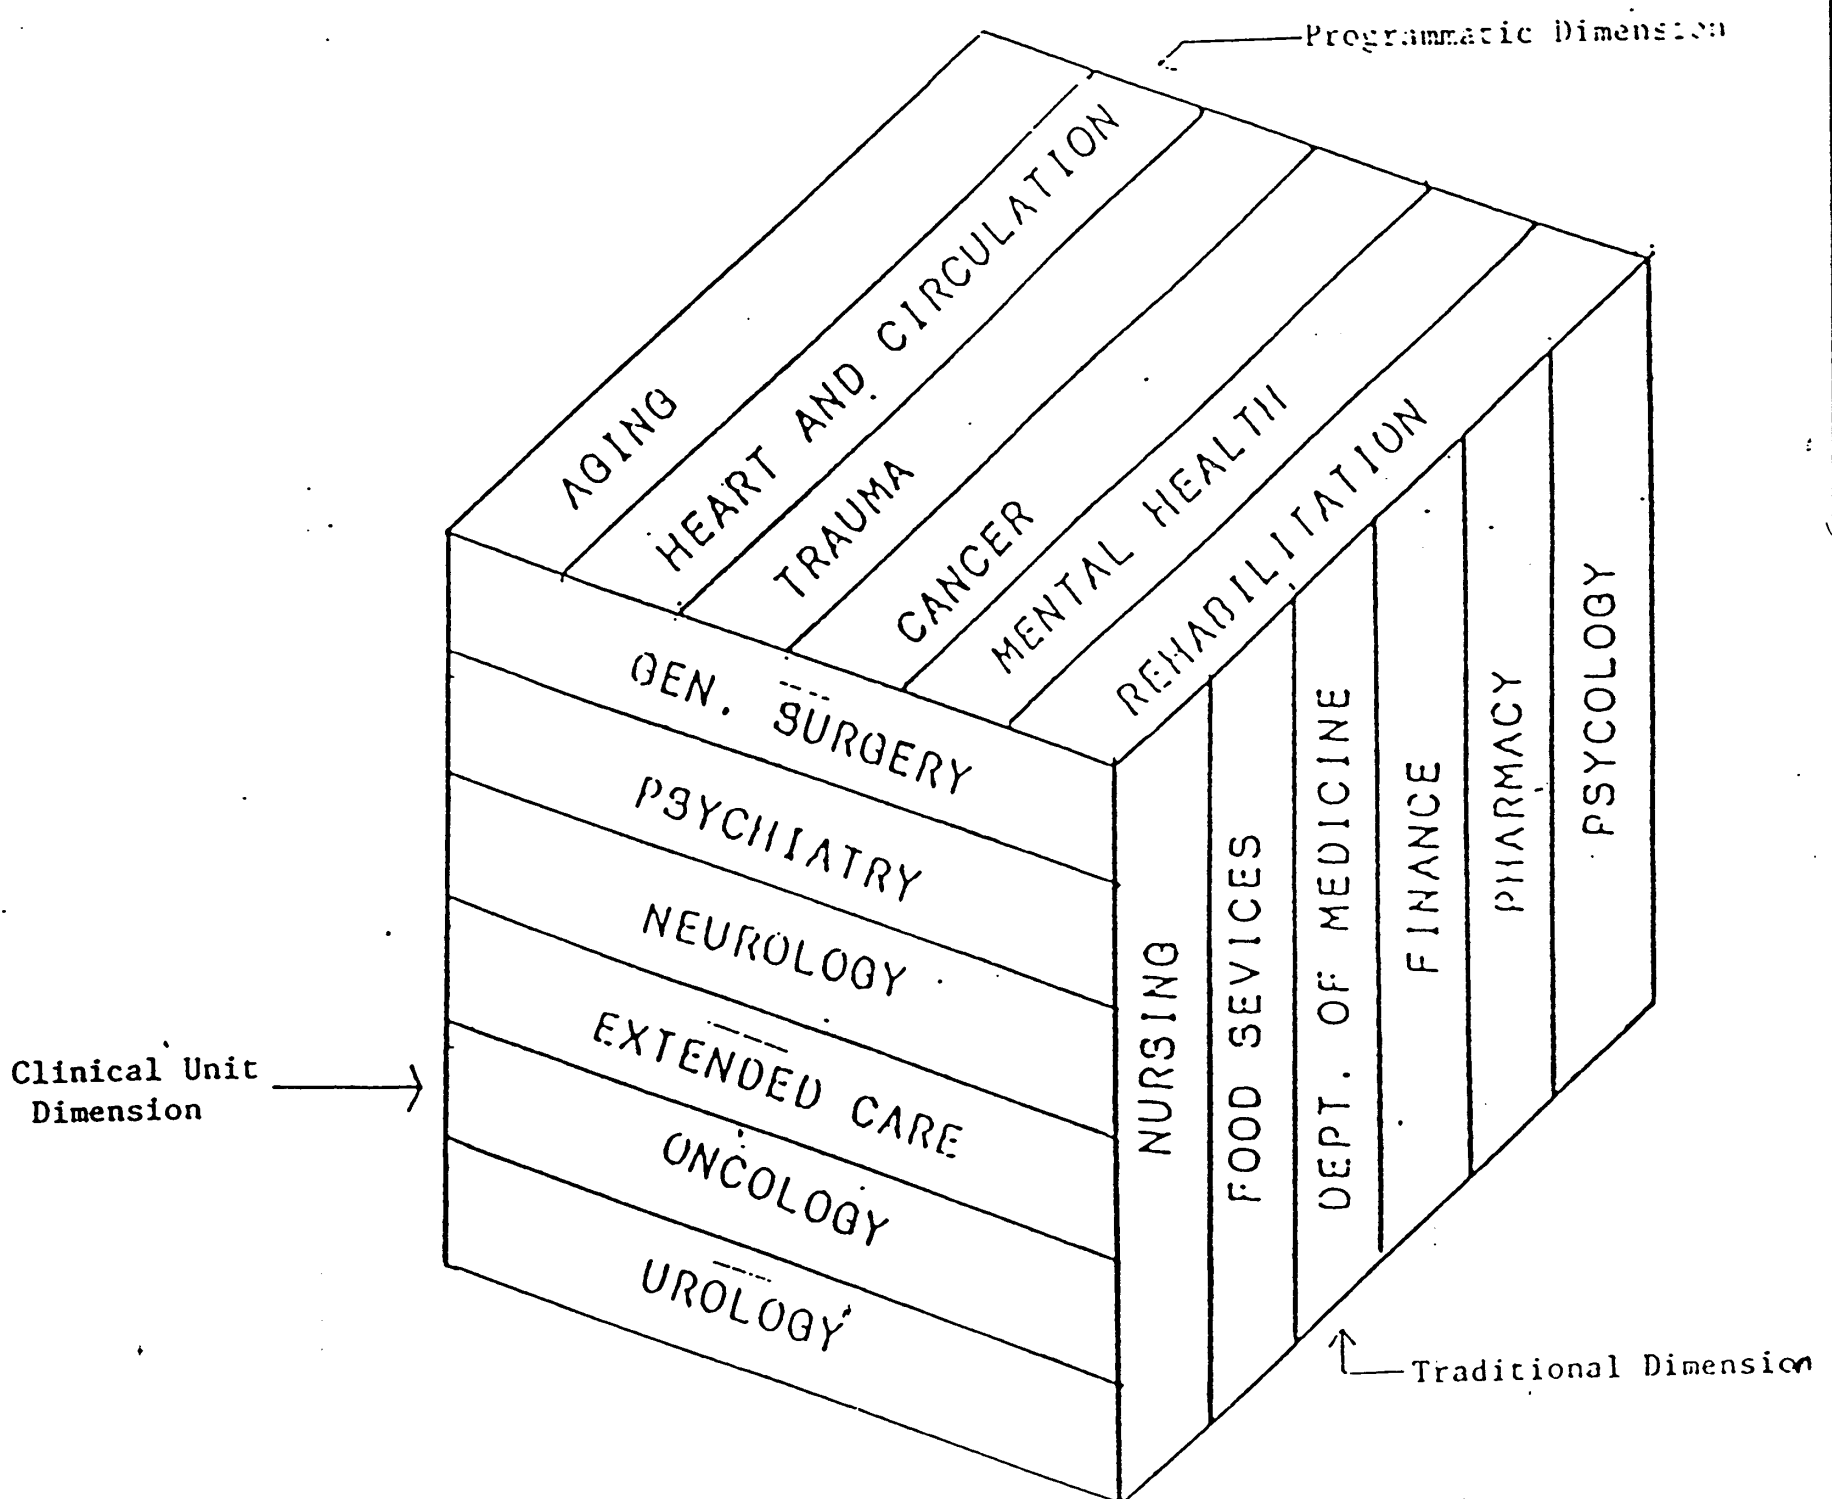 Programmatic Dimension
AGING
HEART AND CIRCULATION
TRAUMA
CANCER
MENTAL HEALTH
REHABILITATION
GEN. SURGERY
PSYCHIATRY
NEUROLOGY
EXTENDED CARE
ONCOLOGY
UROLOGY
NURSING
FOOD SEVICES
DEPT. OF MEDICINE
FINANCE
PHARMACY
PSYCOLOGY
Clinical Unit
Dimension
Traditional Dimension